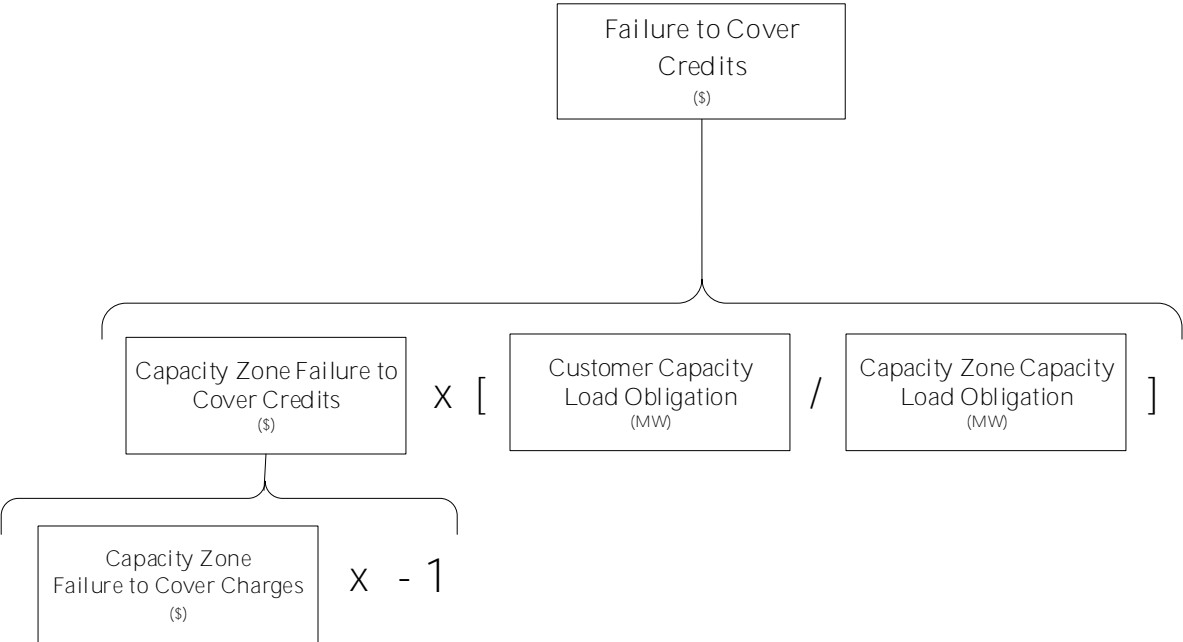 Failure to Cover
Credits
($)
Capacity Zone Failure to
Cover Credits
($)
x [
Customer Capacity
Load Obligation
(MW)
/
Capacity Zone Capacity
Load Obligation
(MW)
]
Capacity Zone
Failure to Cover Charges
($)
x - 1